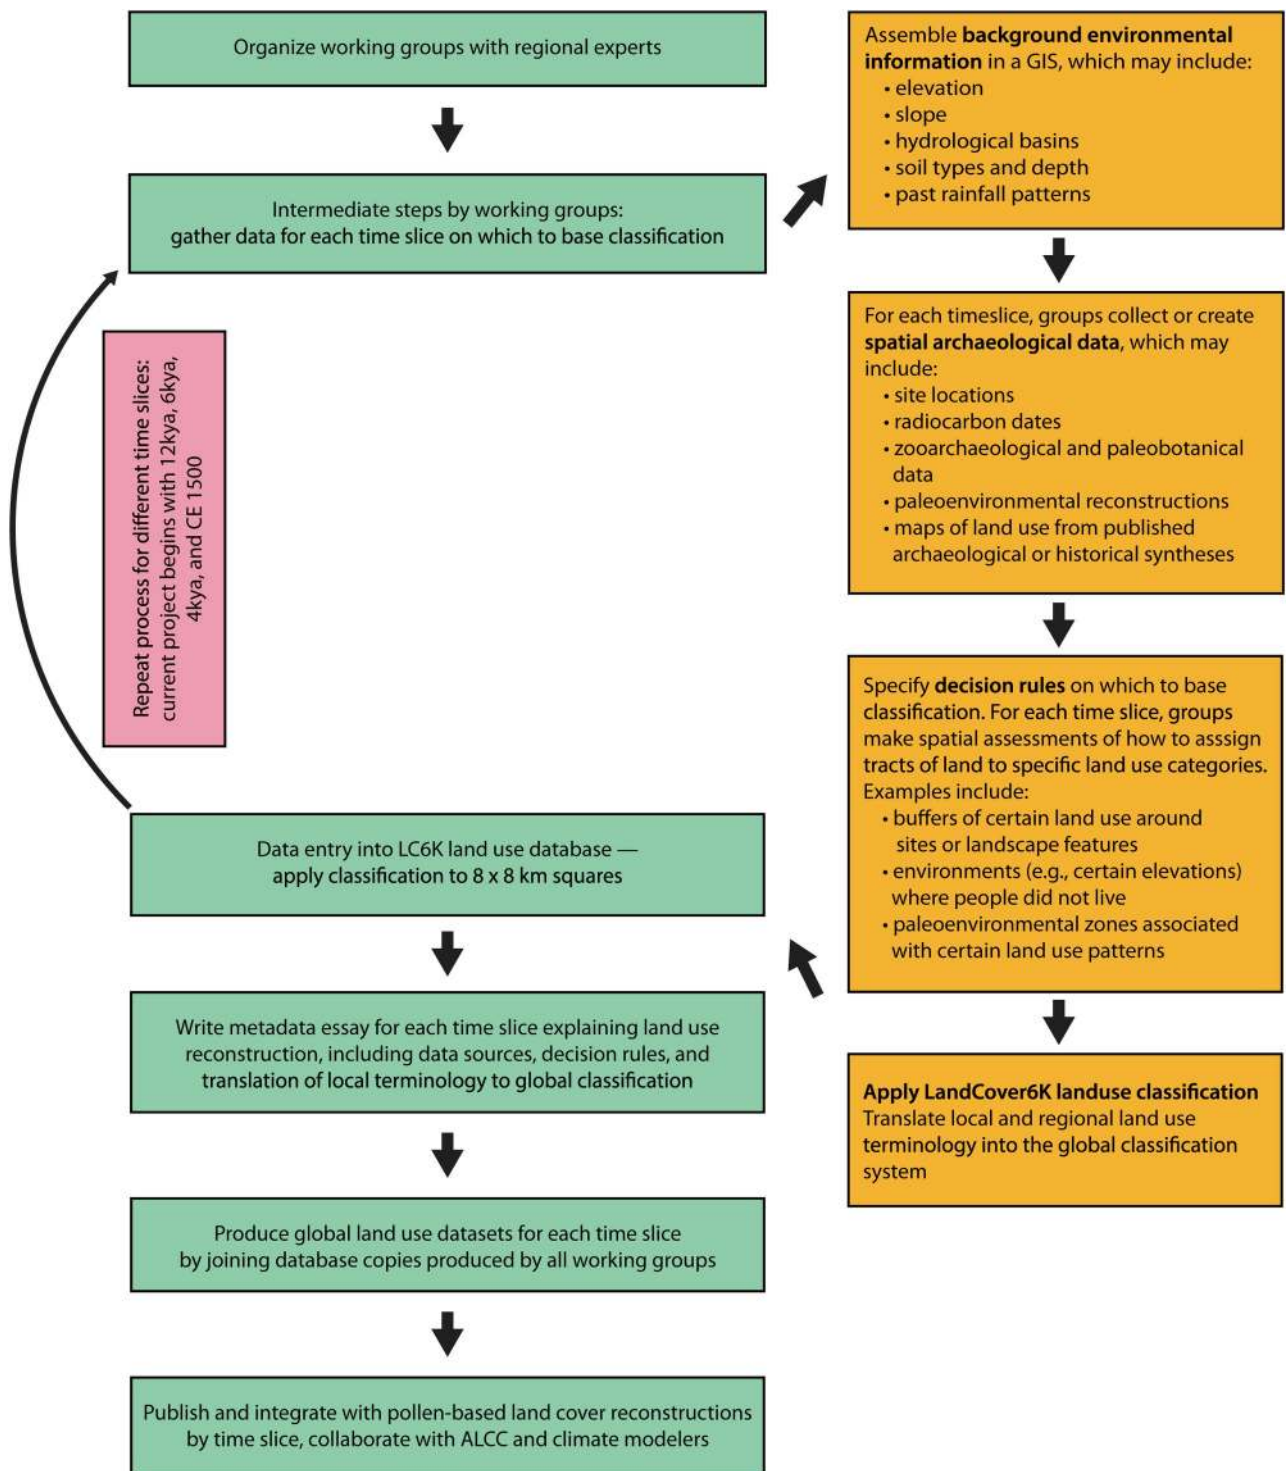 Organize working groups with regional experts
Intermediate steps by working groups:
gather data for each time slice on which to base classification
Assemble background environmental
information in a GIS, which may include:
• elevation
• slope
• hydrological basins
• soil types and depth
• past rainfall patterns
For each timeslice, groups collect or create
spatial archaeological data, which may
include:
• site locations
• radiocarbon dates
• zooarchaeological and paleobotanical
data
• paleoenvironmental reconstructions
• maps of land use from published
archaeological or historical syntheses
Specify decision rules on which to base
classification. For each time slice, groups
make spatial assessments of how to asssign
tracts of land to specific land use categories.
Examples include:
• buffers of certain land use around
sites or landscape features
• environments (e.g., certain elevations)
where people did not live
• paleoenvironmental zones associated
with certain land use patterns
Apply LandCover6K landuse classification
Translate local and regional land use
terminology into the global classification
system
Repeat process for different time slices:
current project begins with 12kya, 6kya,
4kya, and CE 1500
Data entry into LC6K land use database —
apply classification to 8 x 8 km squares
Write metadata essay for each time slice explaining land use
reconstruction, including data sources, decision rules, and
translation of local terminology to global classification
Produce global land use datasets for each time slice
by joining database copies produced by all working groups
Publish and integrate with pollen-based land cover reconstructions
by time slice, collaborate with ALCC and climate modelers